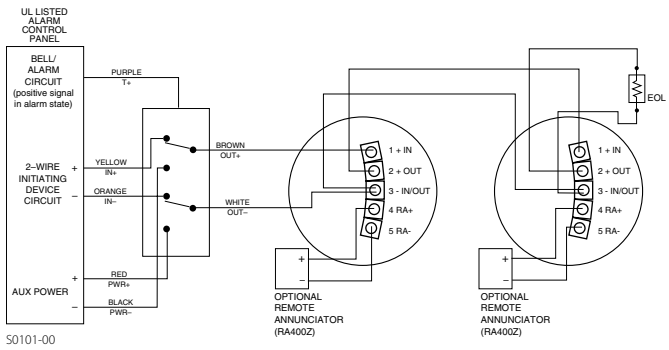 UL LISTED
ALARM
CONTROL
PANEL
BELL/
ALARM
CIRCUIT
(positive signal
in alarm state)
PURPLE
T+
2–WIRE
INITIATING
DEVICE
CIRCUIT
+
–
YELLOW
IN+
ORANGE
IN–
AUX POWER
+
–
RED
PWR+
BLACK
PWR–
BROWN
OUT+
WHITE
OUT–
1 + IN
2 + OUT
3 - IN/OUT
4 RA+
5 RA-
+
–
OPTIONAL
REMOTE
ANNUNCIATOR
(RA400Z)
1 + IN
2 + OUT
3 - IN/OUT
4 RA+
5 RA-
+
–
OPTIONAL
REMOTE
ANNUNCIATOR
(RA400Z)
EOL
S0101-00